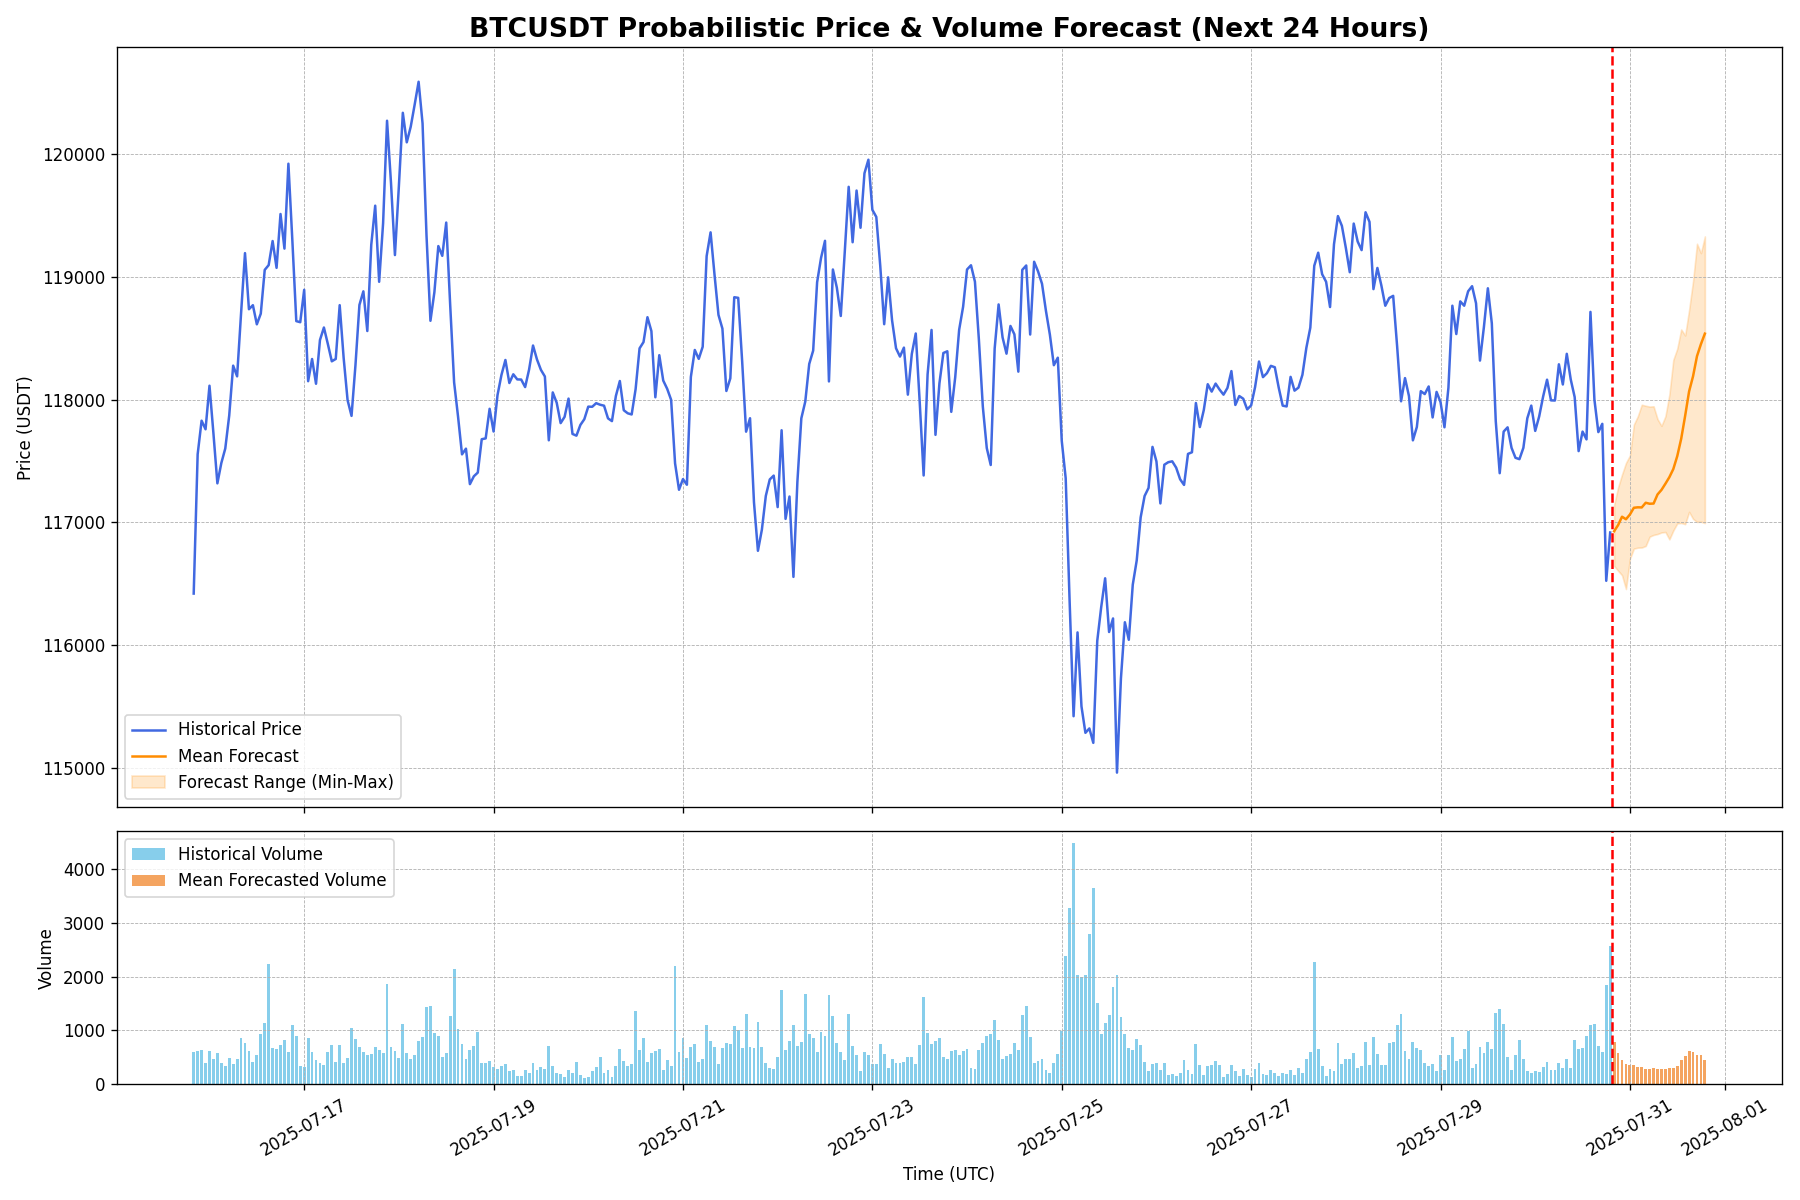 BTCUSDT Probabilistic Price & Volume Forecast (Next 24 Hours)
Price (USDT)
120000
119000
118000
117000
116000
115000
Historical Price
Mean Forecast
Forecast Range (Min-Max)
Volume
4000
3000
2000
1000
0
Historical Volume
Mean Forecasted Volume
2025-07-17
2025-07-19
2025-07-21
2025-07-23
2025-07-25
2025-07-27
2025-07-29
2025-07-31
2025-08-01
Time (UTC)